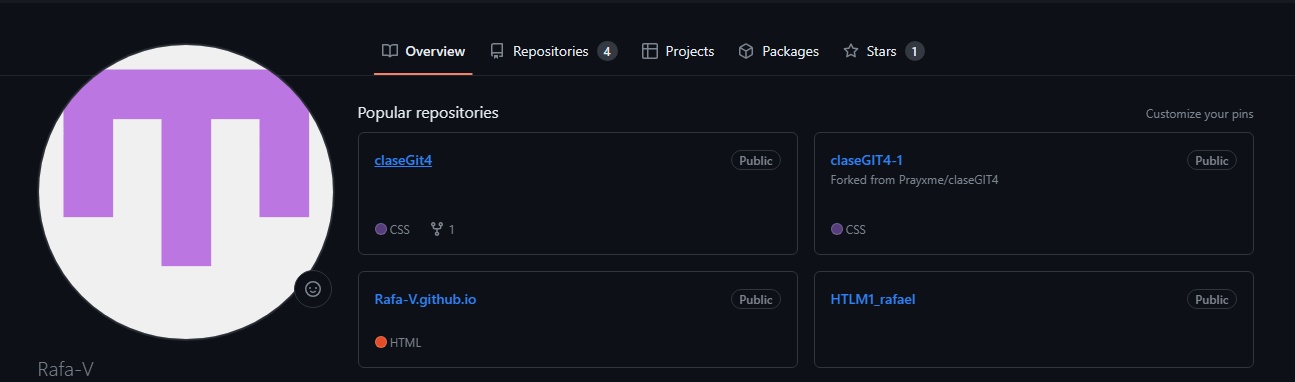 Overview Repositories 4 Projects Packages Stars 1
Popular repositories Customize your pins
claseGit4 Public
CSS 1
claseGIT4-1 Public
Forked from Prayxme/claseGIT4
CSS
Rafa-V.github.io Public
HTML
HTLM1_rafael Public
Rafa-V